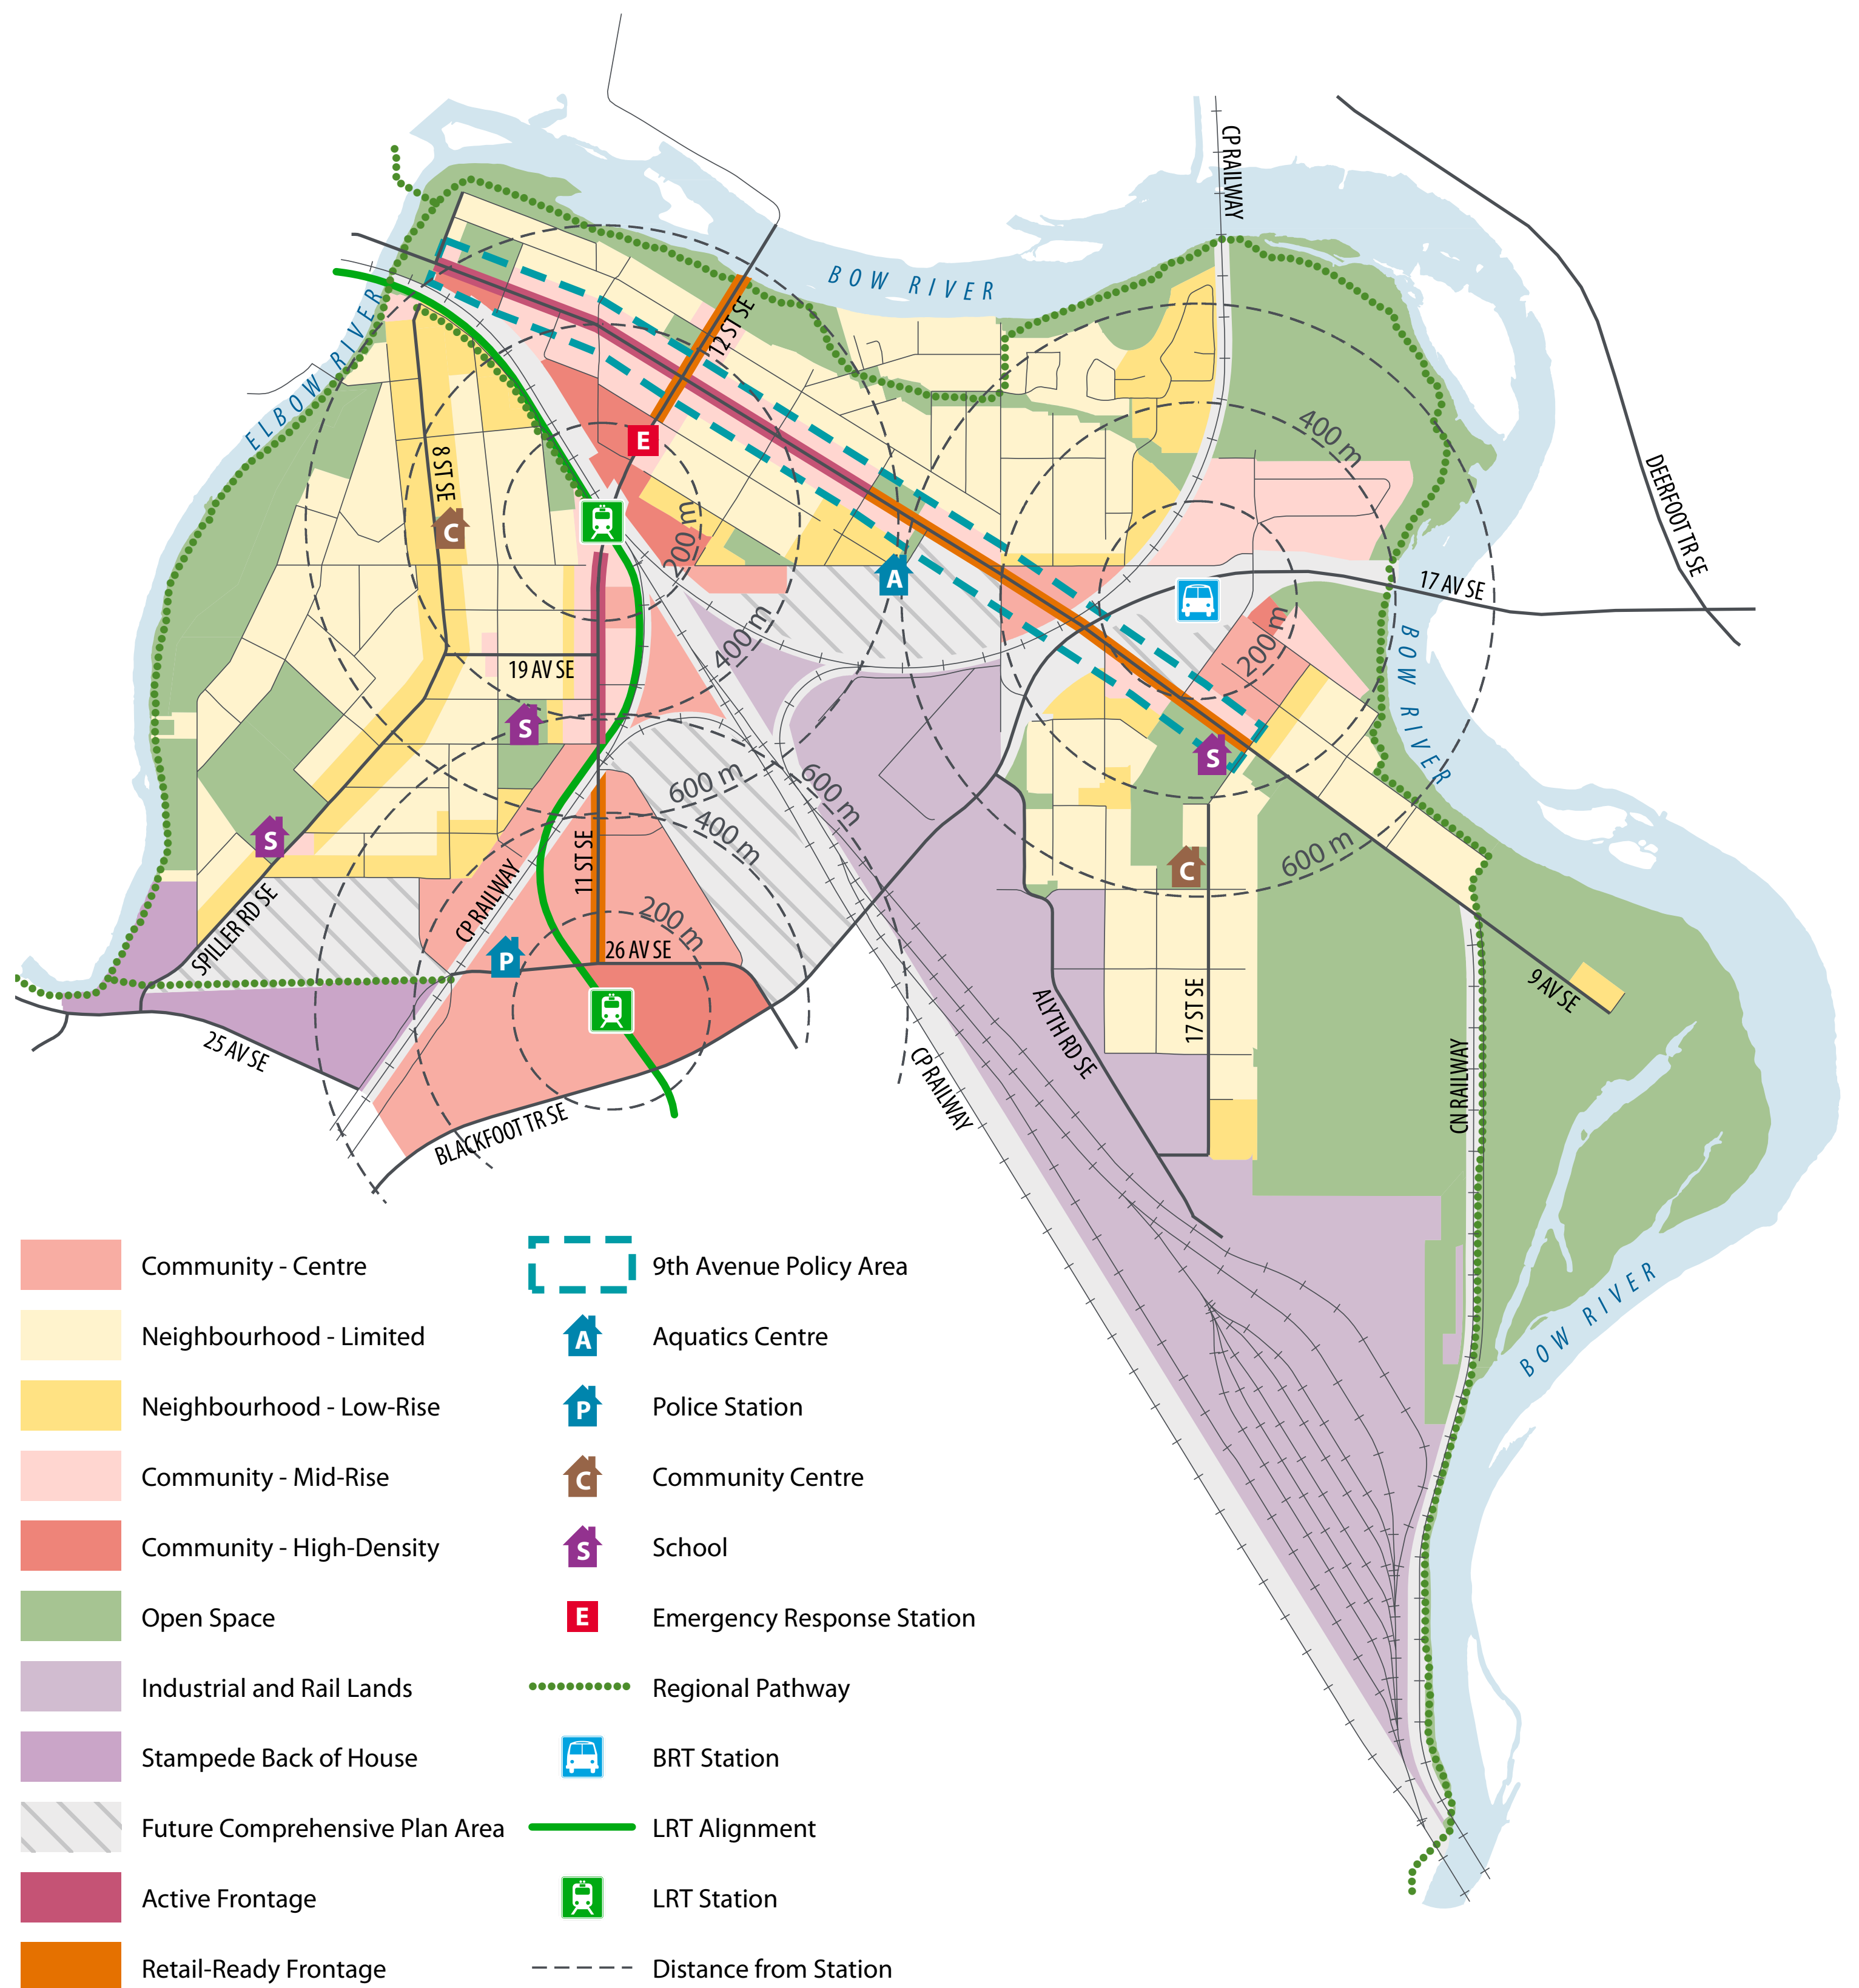 CP RAILWAY
BOW RIVER
12 ST SE
ELBOW RIVER
400 m
DEERFOOT TR SE
E
8 ST SE
C
200 m
A
17 AV SE
400 m
200 m
BOW RIVER
19 AV SE
S
S
600 m
600 m
400 m
S
11 ST SE
600 m
C
CP RAILWAY
SPILLER RD SE
200 m
26 AV SE
P
9 AV SE
17 ST SE
ALYTH RD SE
25 AV SE
CP RAILWAY
CN RAILWAY
BLACKFOOT TR SE
BOW RIVER
Community - Centre
9th Avenue Policy Area
Neighbourhood - Limited
A
Aquatics Centre
Neighbourhood - Low-Rise
P
Police Station
Community - Mid-Rise
C
Community Centre
Community - High-Density
S
School
Open Space
E
Emergency Response Station
Industrial and Rail Lands
Regional Pathway
Stampede Back of House
BRT Station
Future Comprehensive Plan Area
LRT Alignment
Active Frontage
LRT Station
Retail-Ready Frontage
Distance from Station